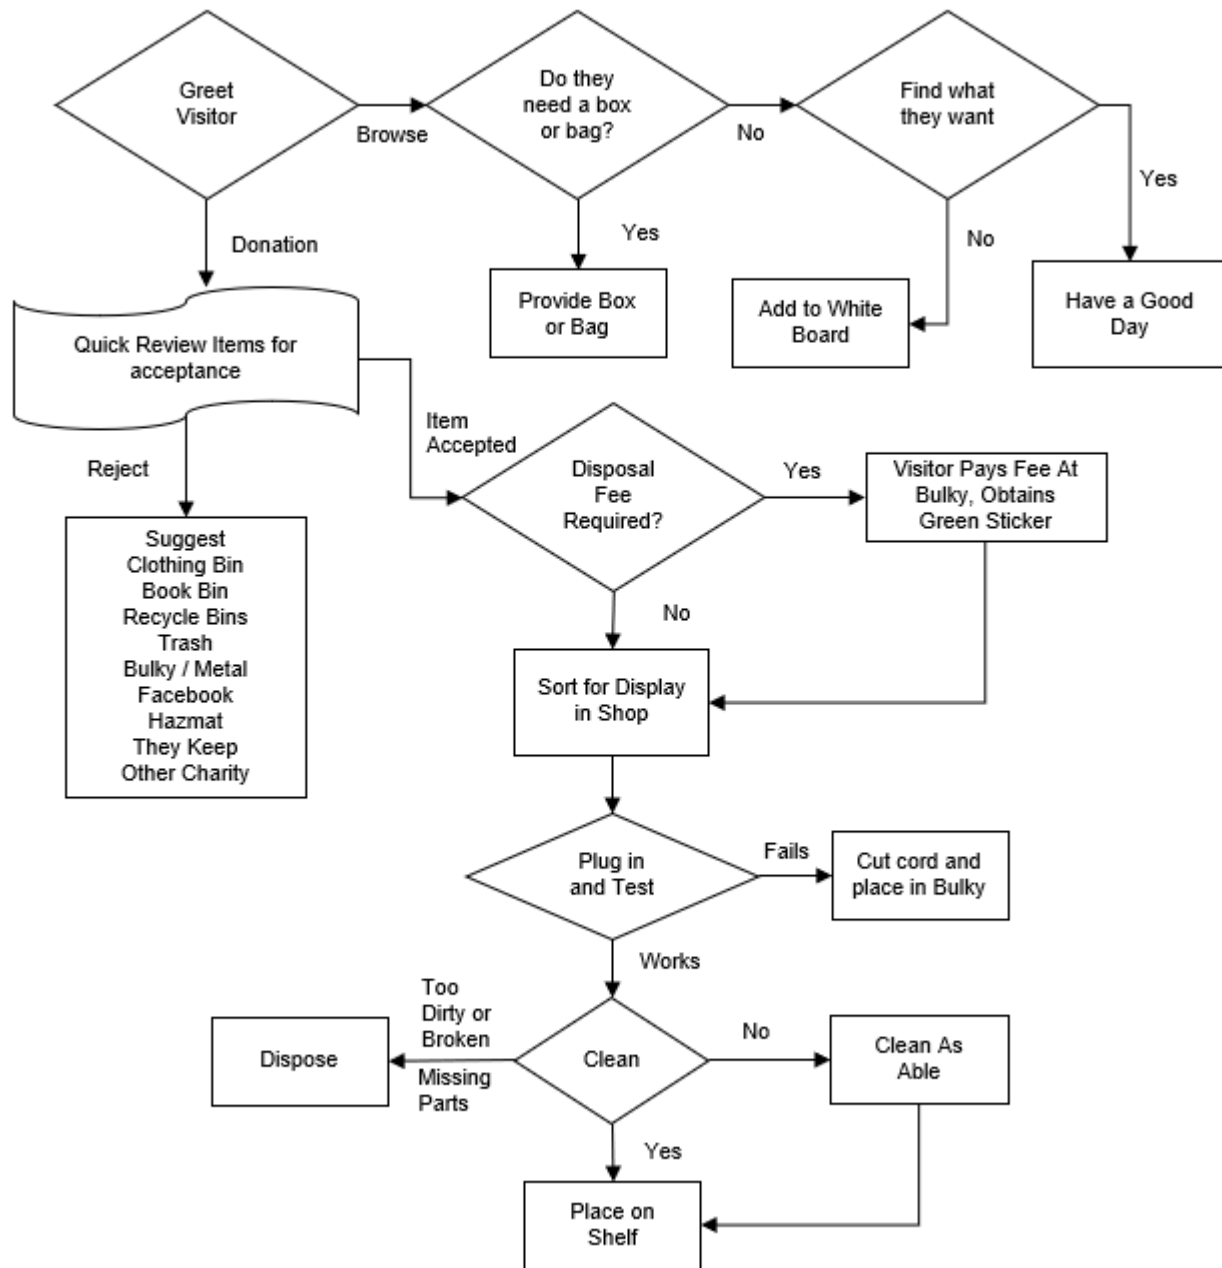 Greet
Visitor
Browse
Do they
need a box
or bag?
No
Find what
they want
Yes
Donation
Yes
No
Provide Box
or Bag
Add to White
Board
Have a Good
Day
Quick Review Items for
acceptance
Reject
Item
Accepted
Disposal
Fee
Required?
Yes
Visitor Pays Fee At
Bulky, Obtains
Green Sticker
Suggest
Clothing Bin
Book Bin
Recycle Bins
Trash
Bulky / Metal
Facebook
Hazmat
They Keep
Other Charity
No
Sort for Display
in Shop
Plug in
and Test
Fails
Cut cord and
place in Bulky
Works
Too
Dirty or
Broken
Missing
Parts
Dispose
Clean
No
Clean As
Able
Yes
Place on
Shelf